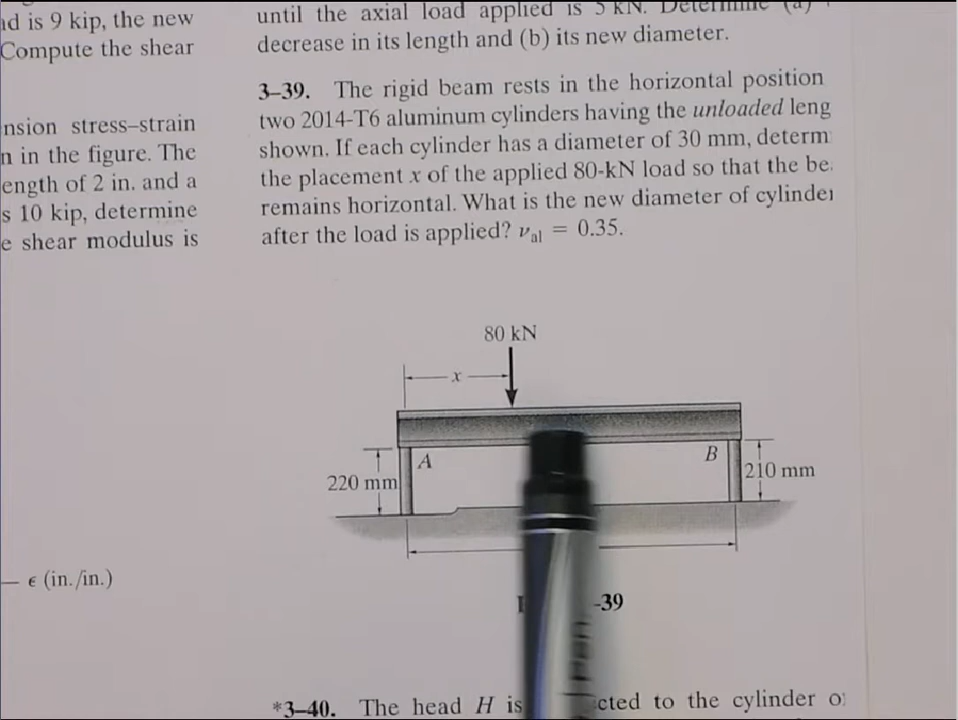 nd is 9 kip, the new
Compute the shear
nsion stress–strain
n in the figure. The
ength of 2 in. and a
s 10 kip, determine
e shear modulus is
– ϵ (in./in.)
until the axial load applied is 5 kN. Determine (a)
decrease in its length and (b) its new diameter.
3–39. The rigid beam rests in the horizontal position
two 2014-T6 aluminum cylinders having the unloaded leng
shown. If each cylinder has a diameter of 30 mm, determ
the placement x of the applied 80-kN load so that the be
remains horizontal. What is the new diameter of cylinder
after the load is applied? νal = 0.35.
80 kN
x
A
B
220 mm
210 mm
-39
*3–40. The head H is cted to the cylinder o